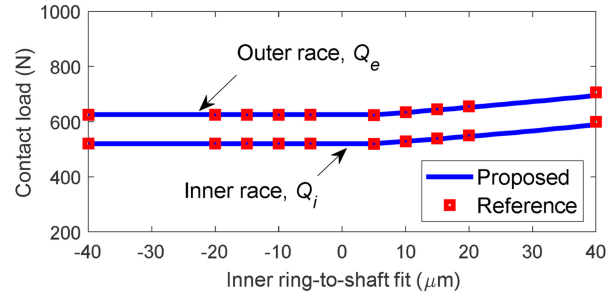 1000
800
600
400
200
Contact load (N)
Outer race, Qe
Inner race, Qi
Proposed
Reference
-40
-20
-10
0
10
20
30
40
Inner ring-to-shaft fit (μm)